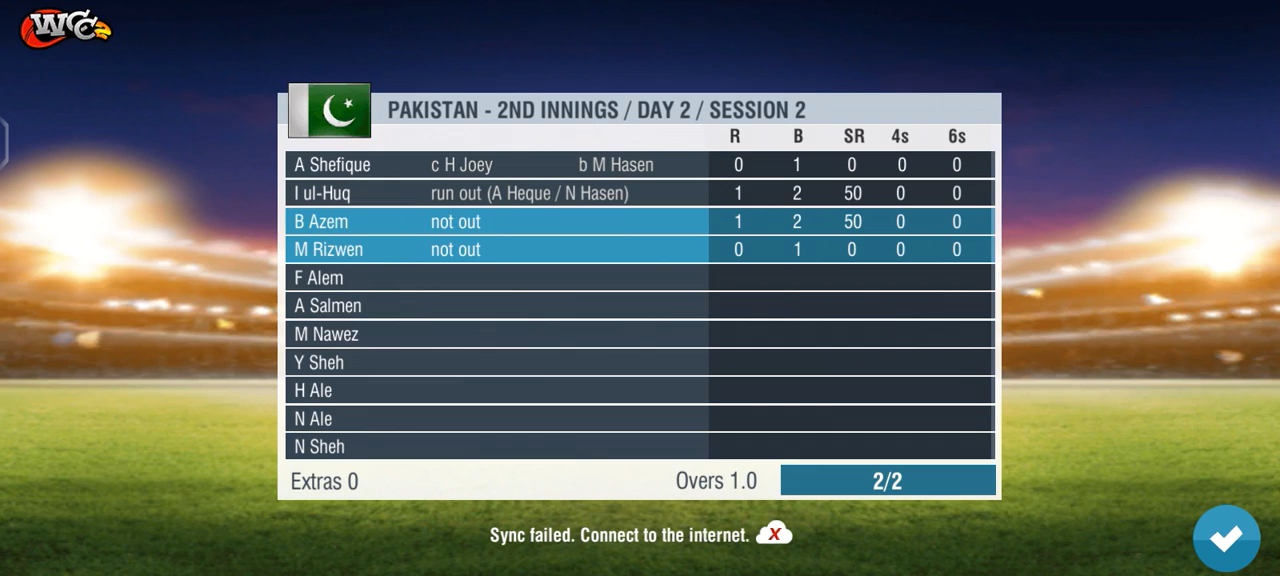 WCC
PAKISTAN - 2ND INNINGS / DAY 2 / SESSION 2
R B SR 4s 6s
A Shefique c H Joey b M Hasen 0 1 0 0 0
I ul-Huq run out (A Heque / N Hasen) 1 2 50 0 0
B Azem not out 1 2 50 0 0
M Rizwen not out 0 1 0 0 0
F Alem
A Salmen
M Nawez
Y Sheh
H Ale
N Ale
N Sheh
Extras 0 Overs 1.0 2/2
Sync failed. Connect to the internet. X